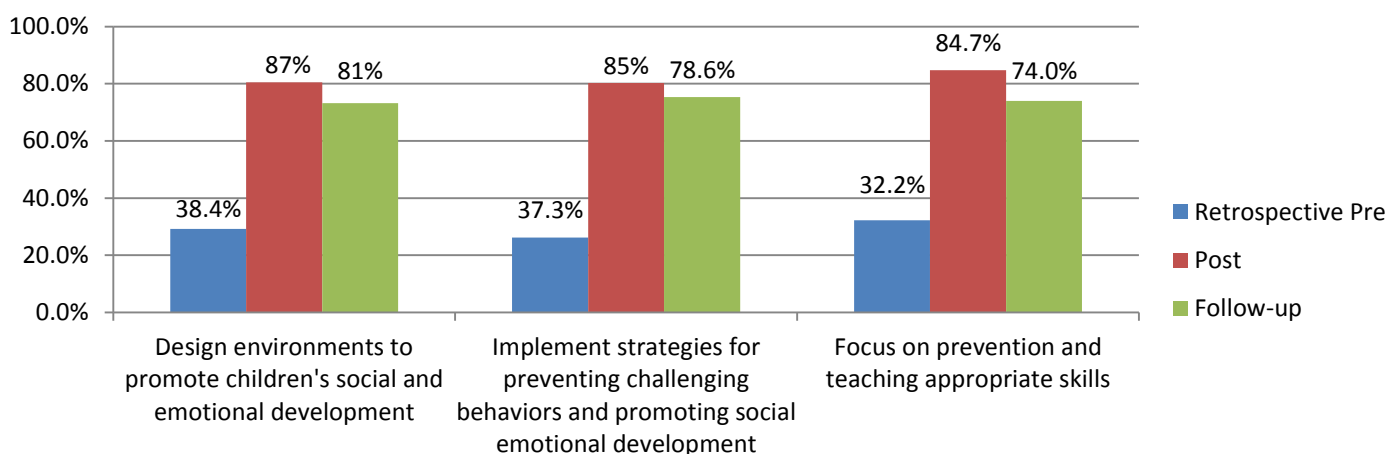 100.0%
80.0%
60.0%
40.0%
20.0%
0.0%
38.4%
87%
81%
37.3%
85%
78.6%
32.2%
84.7%
74.0%
Design environments to
promote children's social and
emotional development
Implement strategies for
preventing challenging
behaviors and promoting social
emotional development
Focus on prevention and
teaching appropriate skills
Retrospective Pre
Post
Follow-up